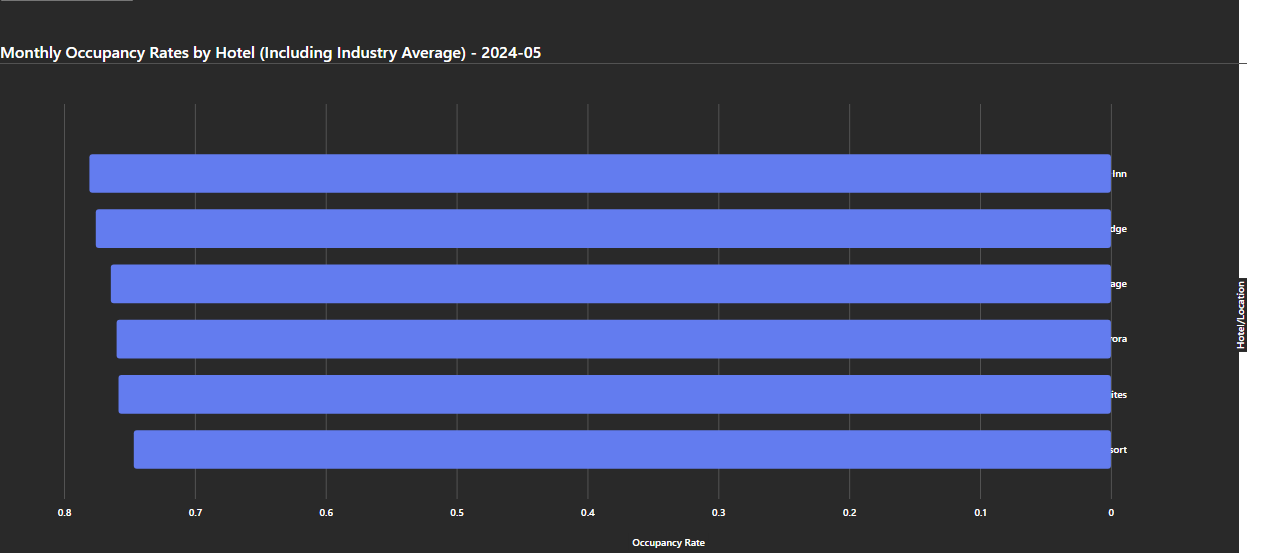 Monthly Occupancy Rates by Hotel (Including Industry Average) - 2024-05
Inn
dge
age
ora
ites
sort
Hotel/Location
0.8 0.7 0.6 0.5 0.4 0.3 0.2 0.1 0
Occupancy Rate